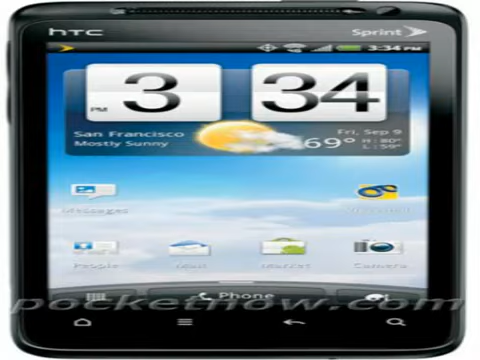 hTC Sprint
3:34 PM
PM 3 34
San Francisco Fri, Sep 9
Mostly Sunny 69° H: 80°
L: 59°
Messages Voicemail
People Mail Market Camera
Phone
pocketnow.com